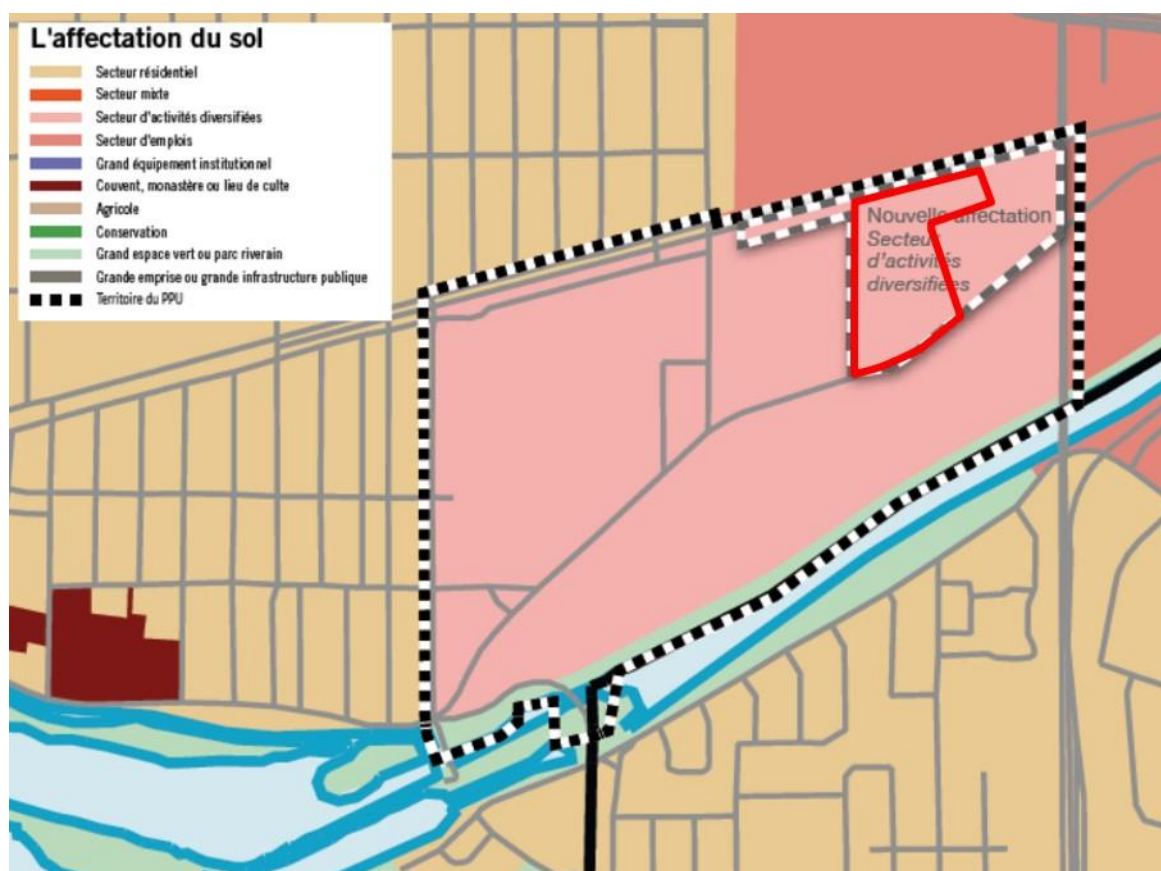 L'affectation du sol
Secteur résidentiel
Secteur mixte
Secteur d'activités diversifiées
Secteur d'emplois
Grand équipement institutionnel
Couvent, monastère ou lieu de culte
Agricole
Conservation
Grand espace vert ou parc riverain
Grande emprise ou grande infrastructure publique
Territoire du PPU
Nouvelle affectation
Secteur
d'activités
diversifiées